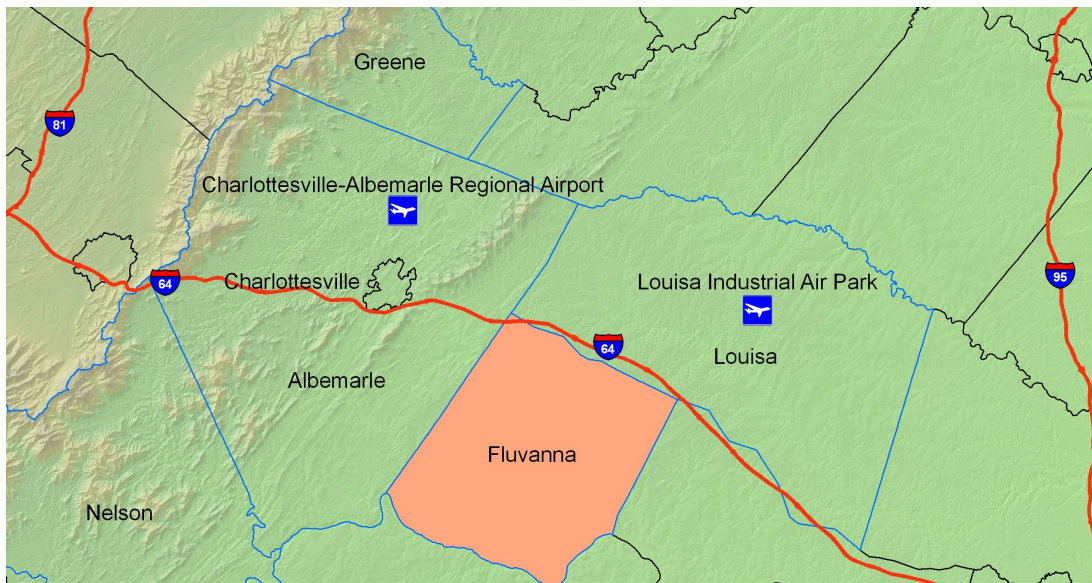 Greene
81
Charlottesville-Albemarle Regional Airport
64
Charlottesville
Louisa Industrial Air Park
95
64
Louisa
Albemarle
Fluvanna
Nelson